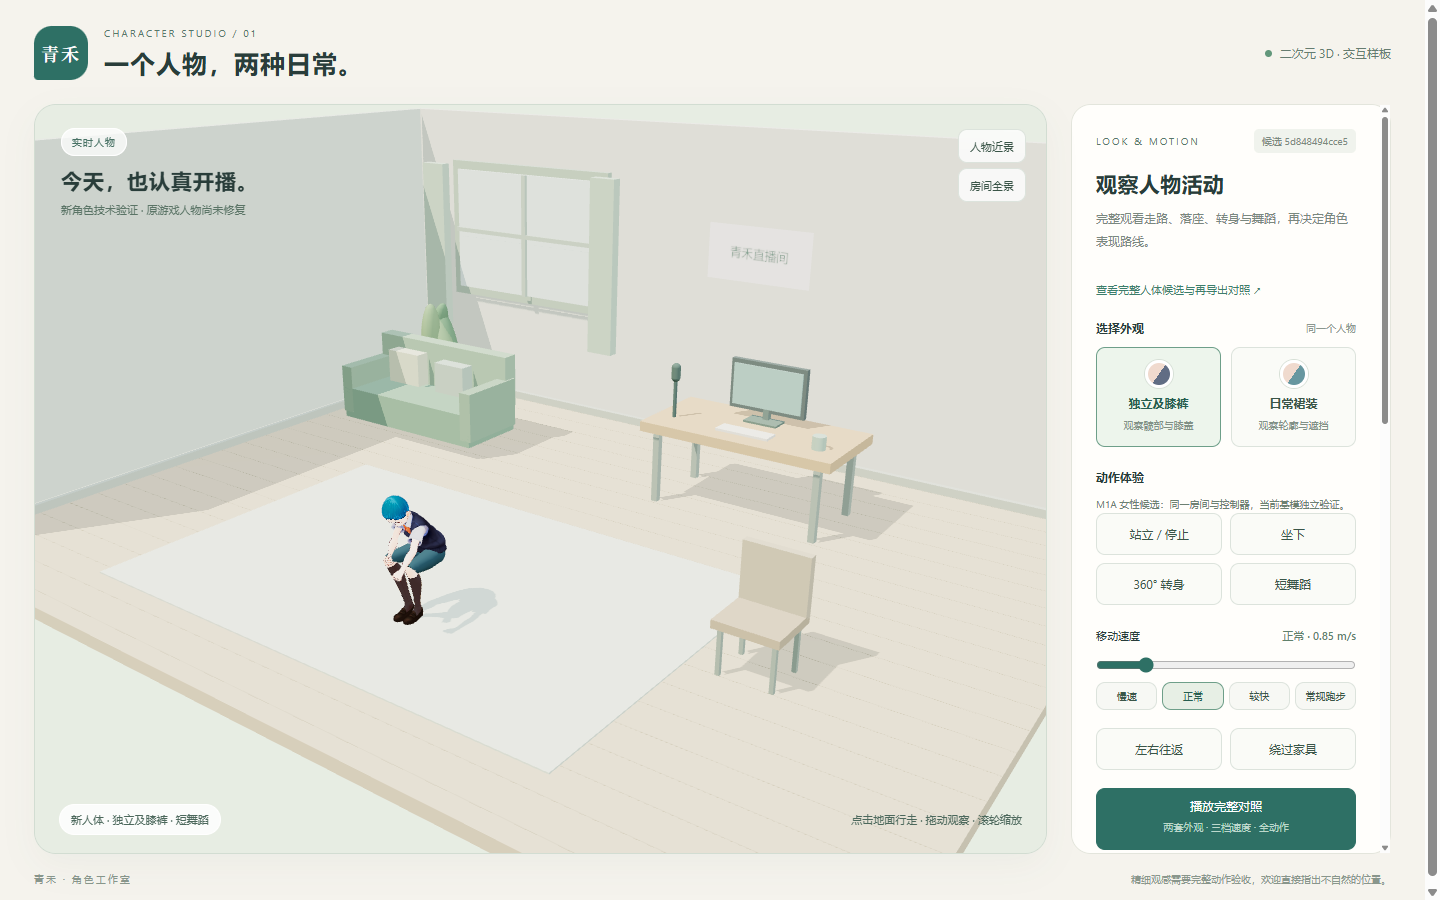 青禾
CHARACTER STUDIO / 01
一个人物，两种日常。
二次元 3D · 交互样板
实时人物
今天，也认真开播。
新角色技术验证 · 原游戏人物尚未修复
人物近景
房间全景
青禾直播间
新人体 · 独立及膝裤 · 短舞蹈
点击地面行走 · 拖动观察 · 滚轮缩放
LOOK & MOTION
候选 5d848494cce5
观察人物活动
完整观看走路、落座、转身与舞蹈，再决定角色
表现路线。
查看完整人体候选与再导出对照 ↗
选择外观
同一个人物
独立及膝裤
观察腿部与膝盖
日常裙装
观察轮廓与遮挡
动作体验
M1A 女性候选：同一房间与控制器，当前基模独立验证。
站立 / 停止
坐下
360° 转身
短舞蹈
移动速度
正常 · 0.85 m/s
慢速
正常
较快
常规跑步
左右往返
绕过家具
播放完整对照
两套外观 · 三档速度 · 全动作
青禾 · 角色工作室
精细观感需要完整动作验收，欢迎直接指出不自然的位置。